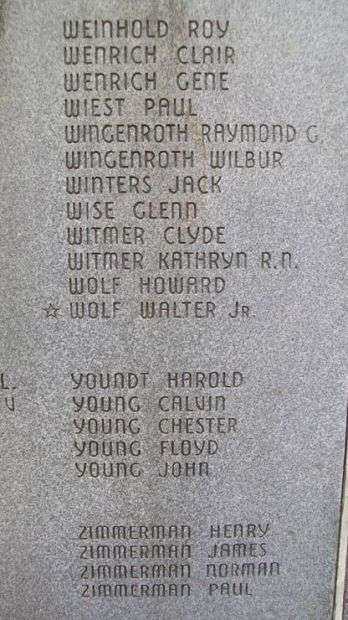 WEINHOLD ROY
WENRICH CLAIR
WENRICH GENE
WIEST PAUL
WINGENROTH RAYMOND G
WINGENROTH WILBUR
WINTERS JACK
WISE GLENN
WITMER CLYDE
WITMER KATHRYN R.N.
WOLF HOWARD
☆ WOLF WALTER JR.
L. YOUNDT HAROLD
V YOUNG CALVIN
YOUNG CHESTER
YOUNG FLOYD
YOUNG JOHN
ZIMMERMAN HENRY
ZIMMERMAN JAMES
ZIMMERMAN NORMAN
ZIMMERMAN PAUL